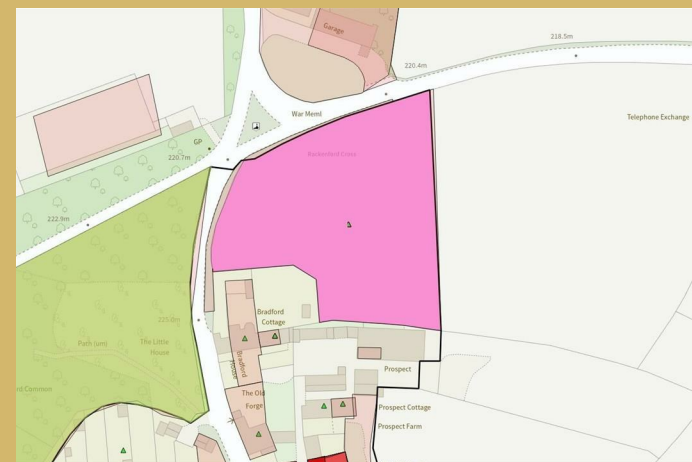 Garage
218.5m
220.4m
War Meml
Telephone Exchange
GP
220.7m
222.9m
Path (um)
The Little
House
Bradford
Cottage
Bradford
House
The Old
Forge
Prospect
Prospect Cottage
Prospect Farm